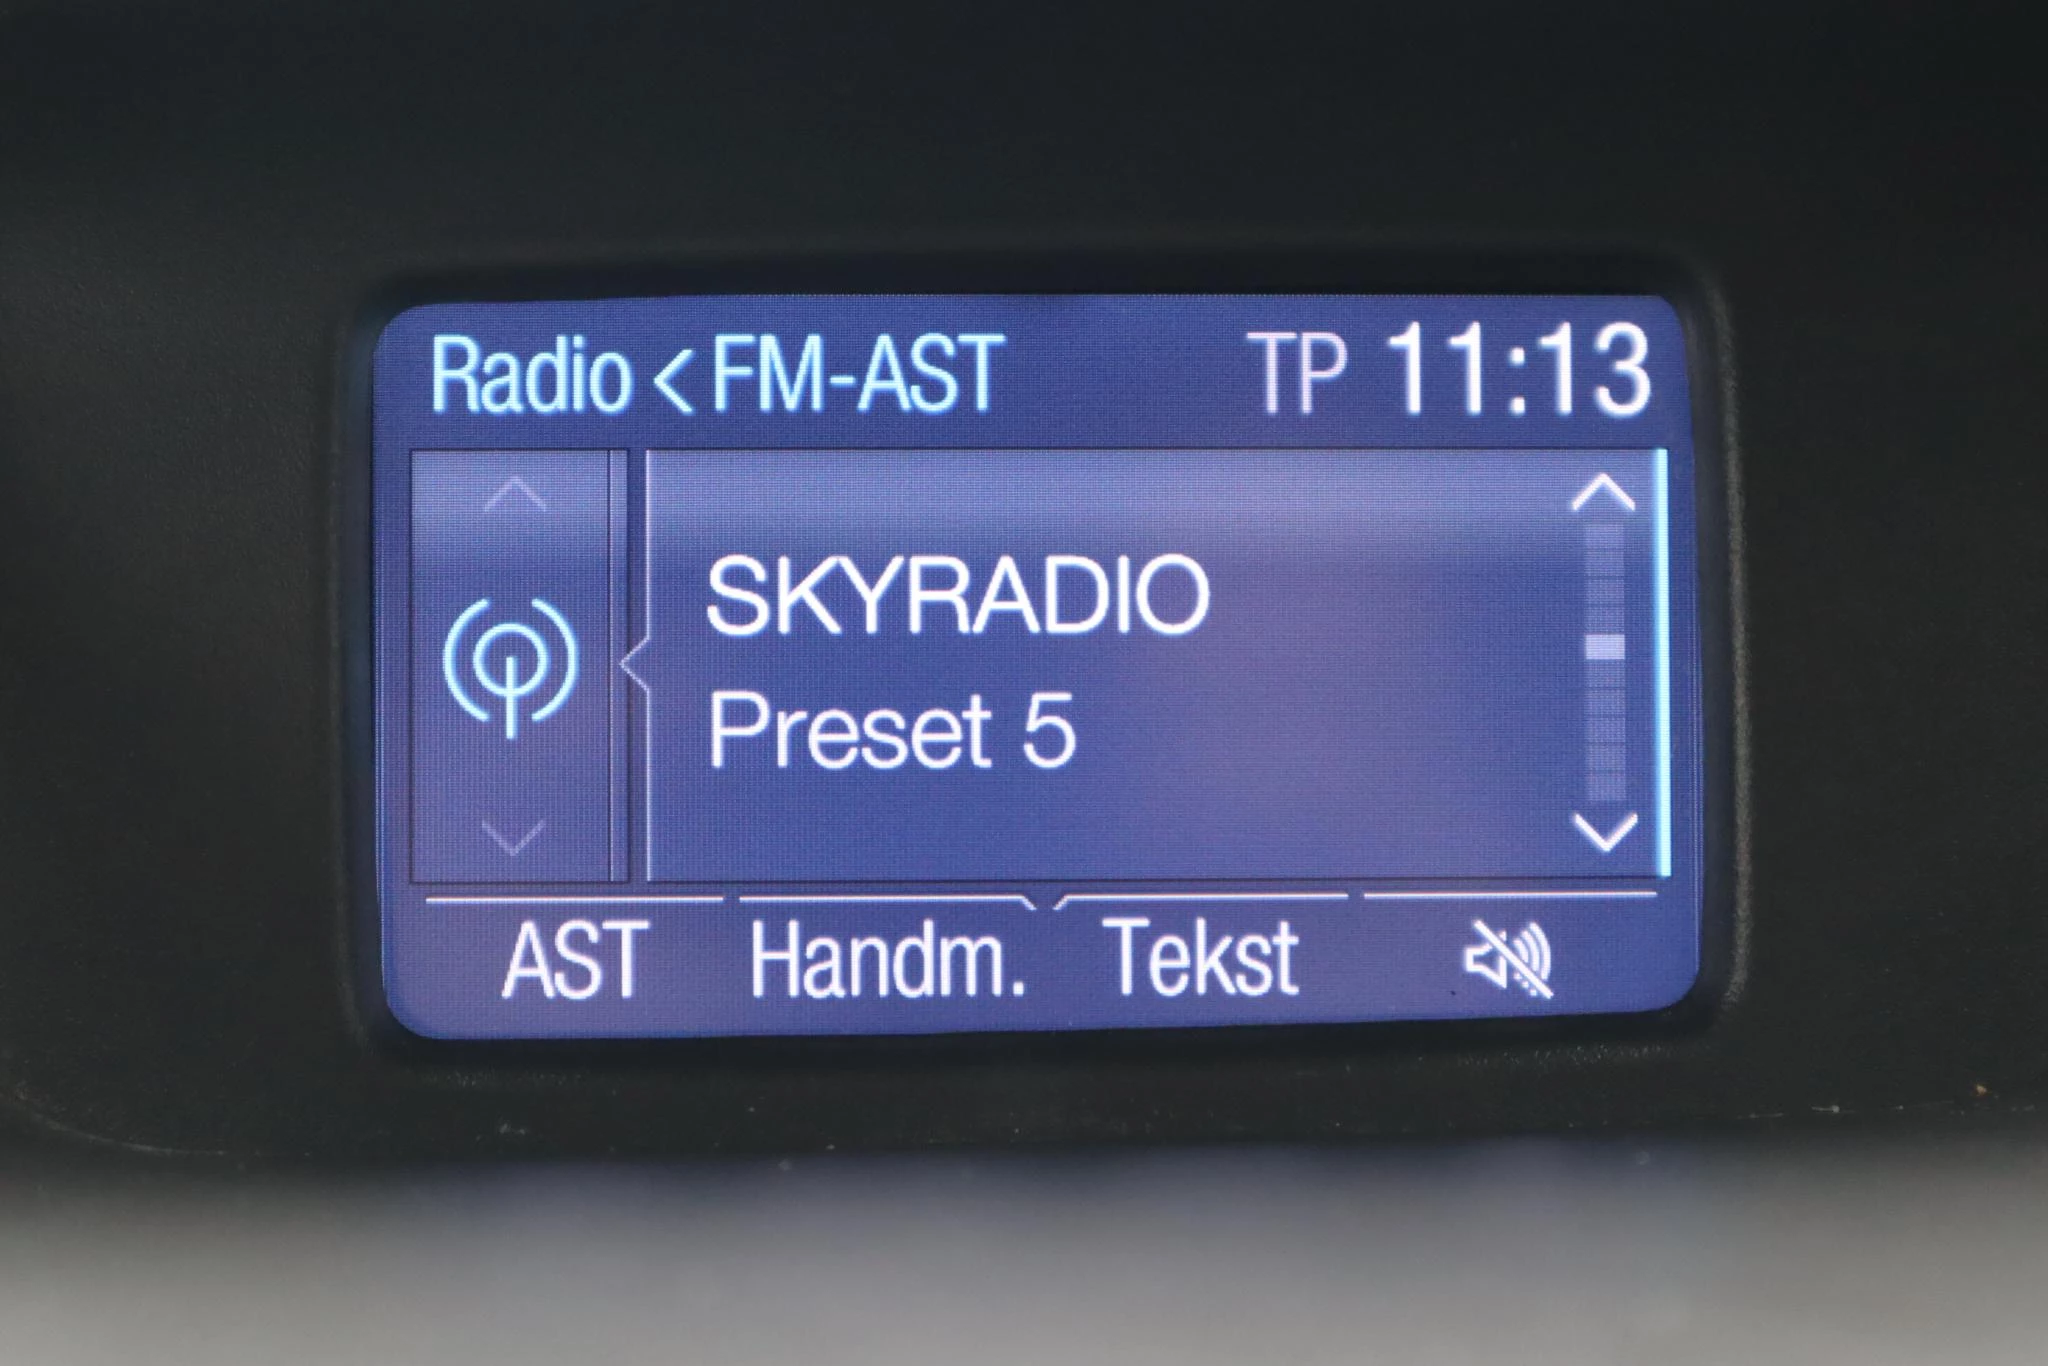 Radio < FM-AST TP 11:13
SKYRADIO
Preset 5
AST Handm. Tekst